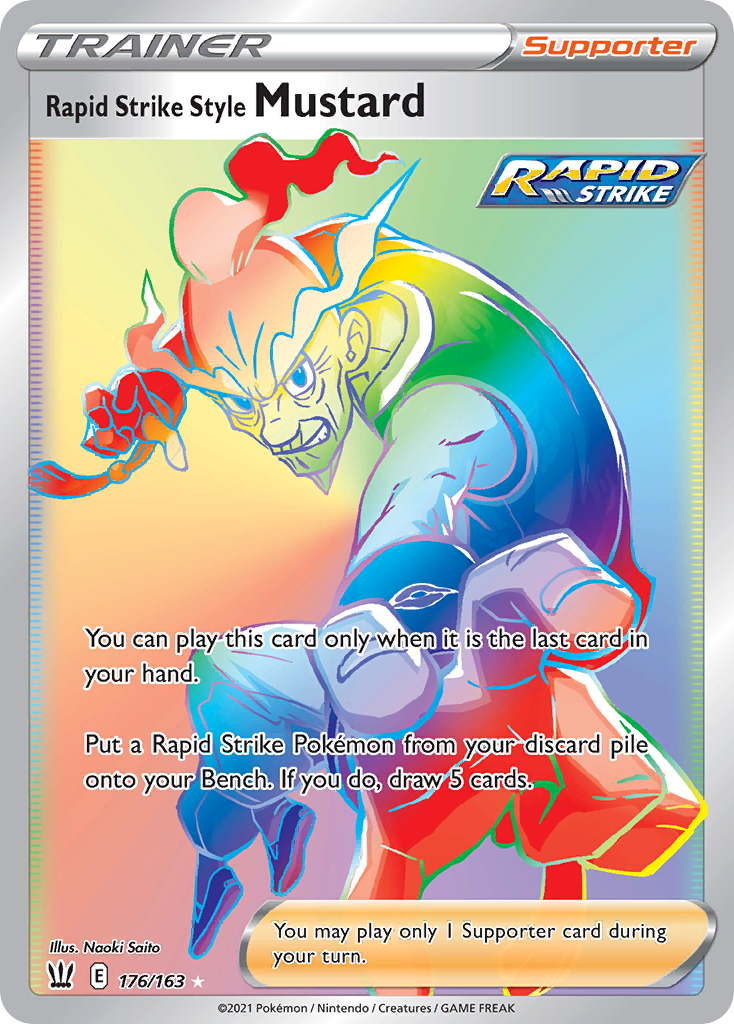 TRAINER Supporter
Rapid Strike Style Mustard
RAPID
STRIKE
You can play this card only when it is the last card in
your hand.
Put a Rapid Strike Pokémon from your discard pile
onto your Bench. If you do, draw 5 cards.
You may play only 1 Supporter card during
your turn.
Illus. Naoki Saito
E 176/163 ★
©2021 Pokémon / Nintendo / Creatures / GAME FREAK